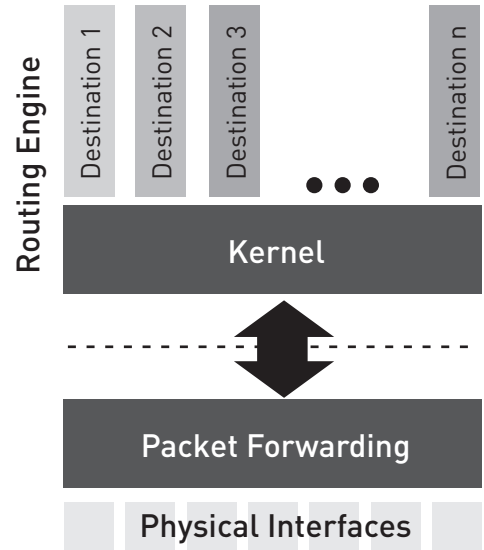 Routing Engine
Destination 1
Destination 2
Destination 3
Destination n
Kernel
Packet Forwarding
Physical Interfaces